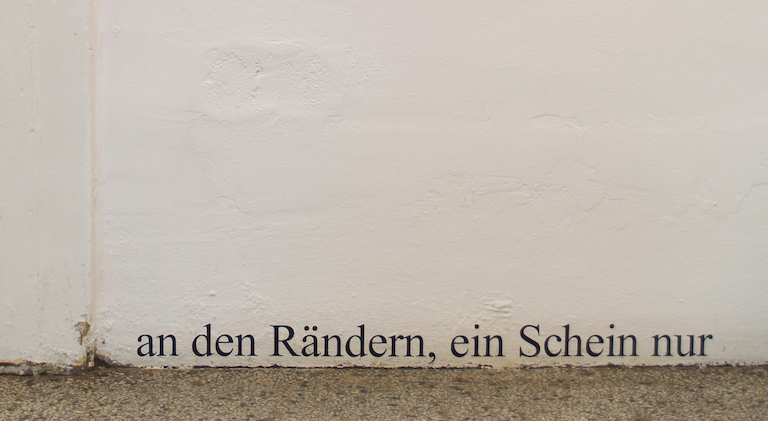 an den Rändern, ein Schein nur